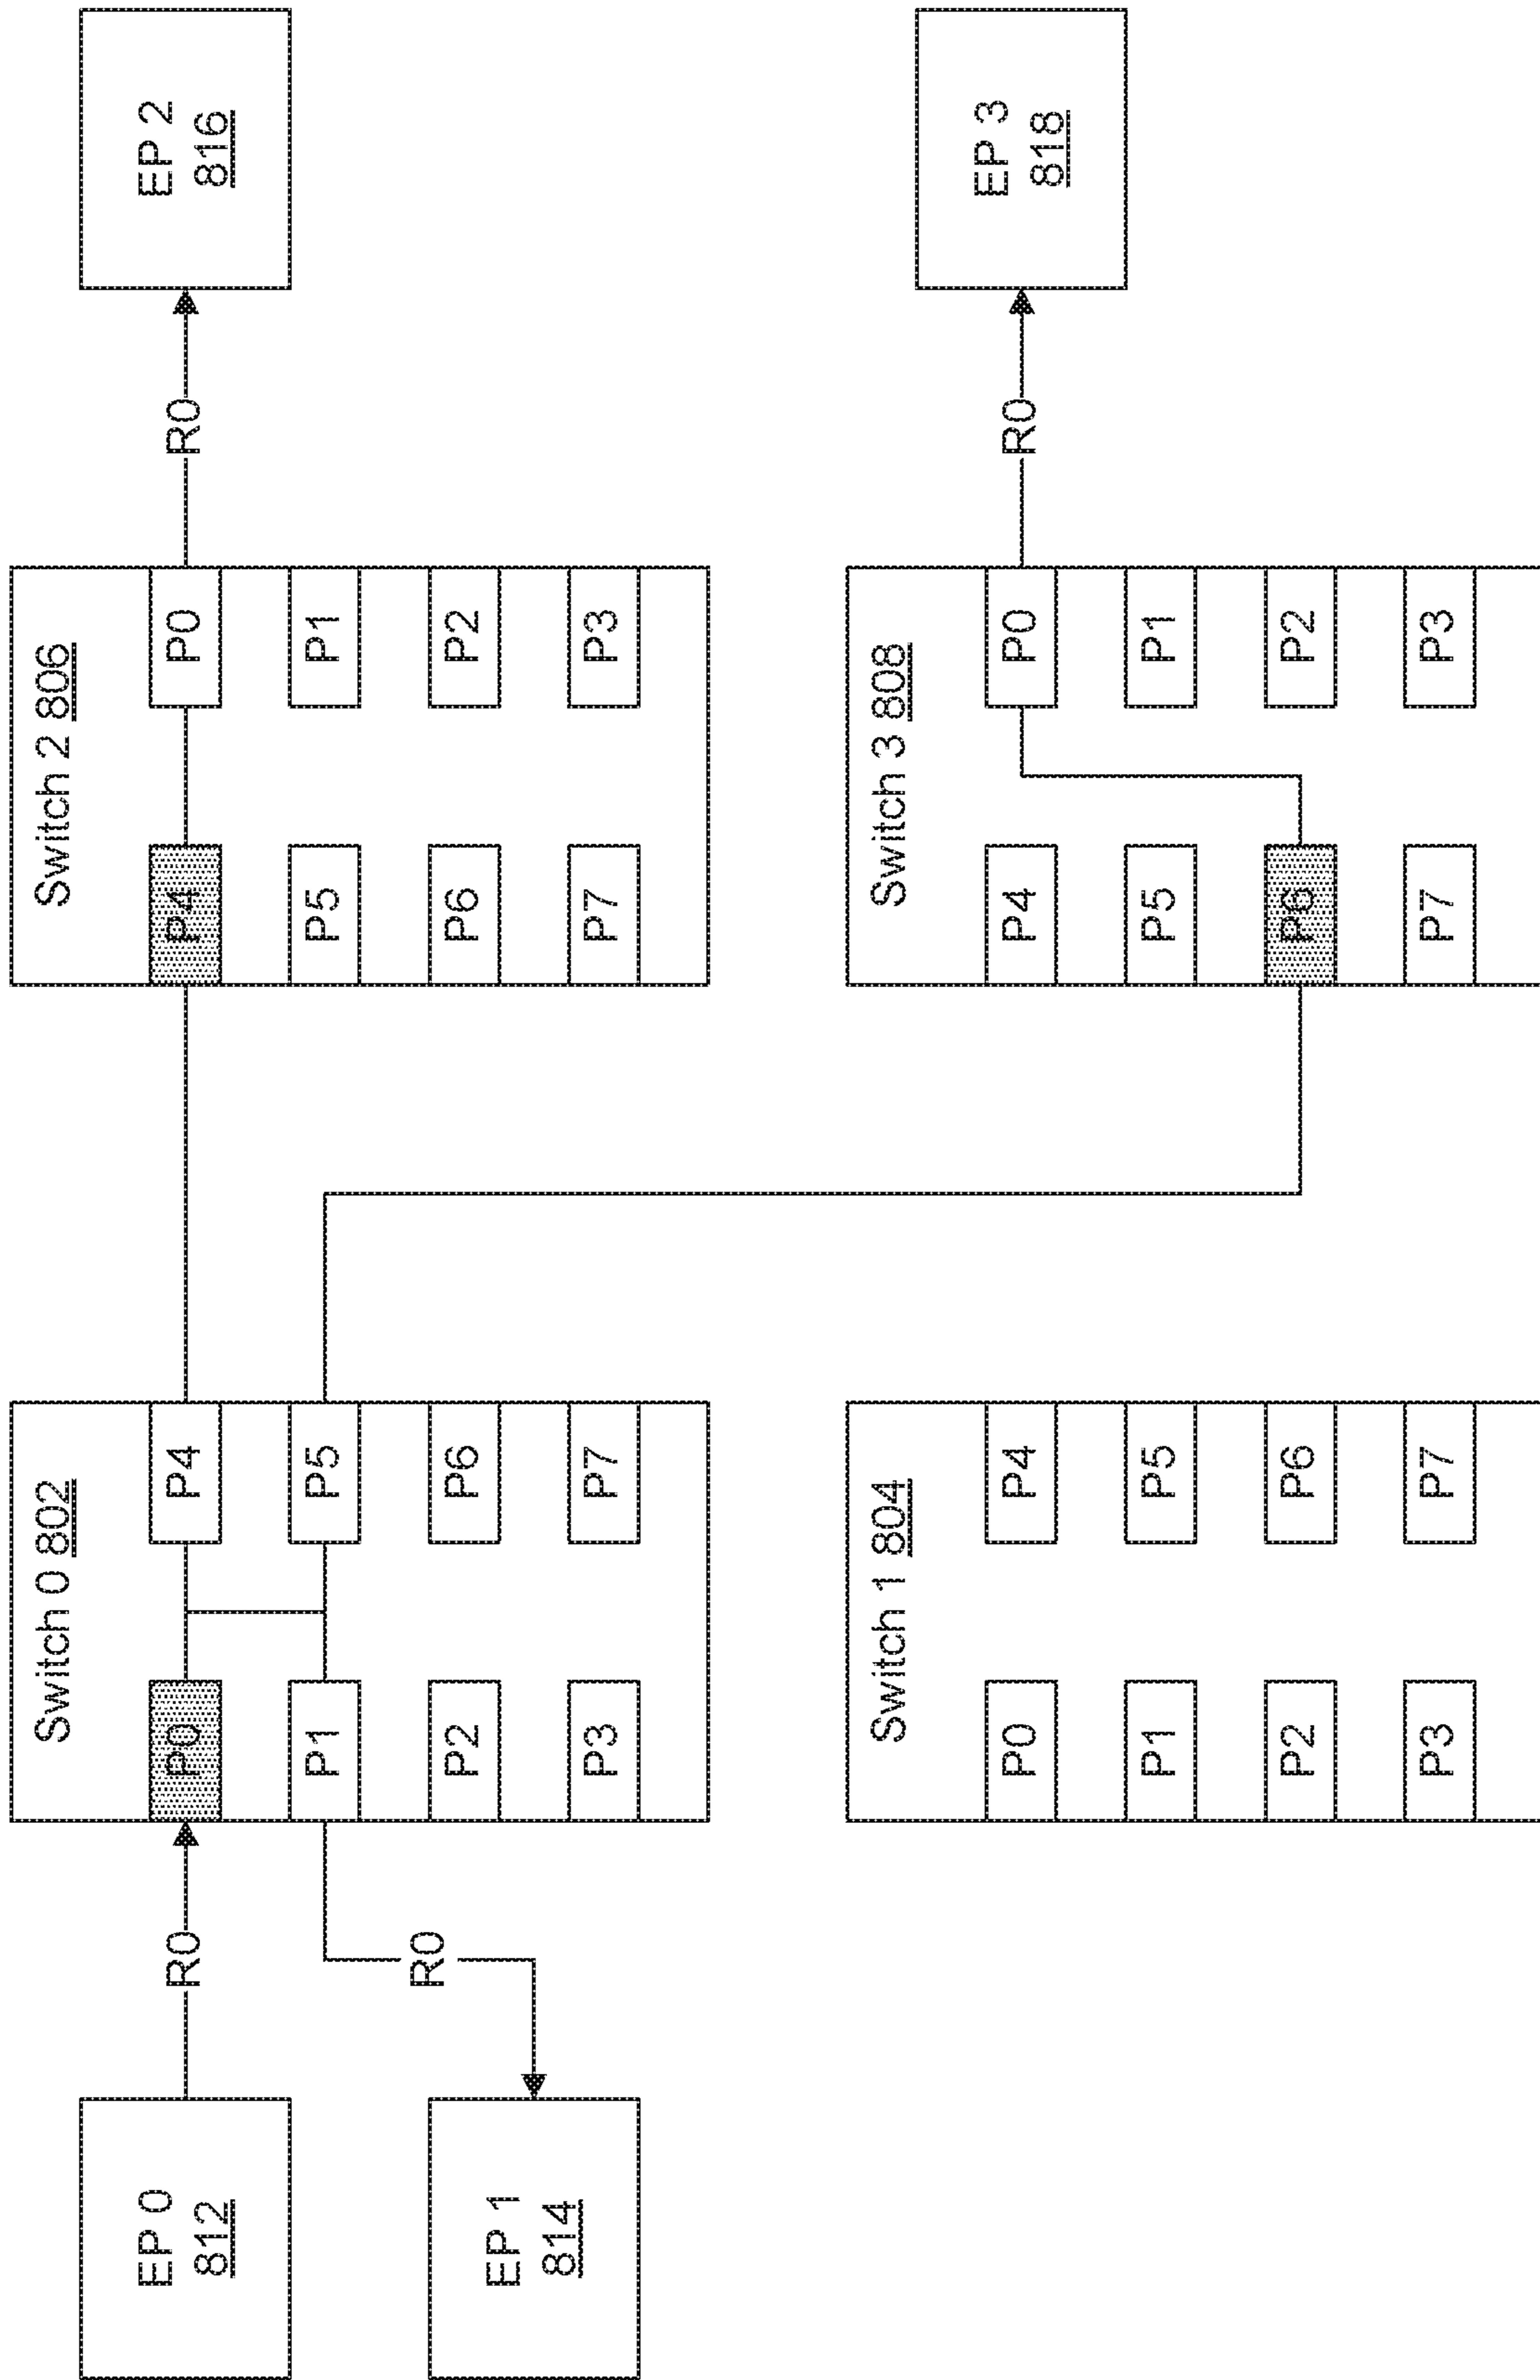 EP 0
812
EP 1
814
R0
R0
Switch 0 802
P0
P4
P1
P5
P2
P6
P3
P7
Switch 1 804
P0
P4
P1
P5
P2
P6
P3
P7
Switch 2 806
P4
P0
P5
P1
P6
P2
P7
P3
Switch 3 808
P4
P0
P5
P1
P6
P2
P7
P3
R0
R0
EP 2
816
EP 3
818